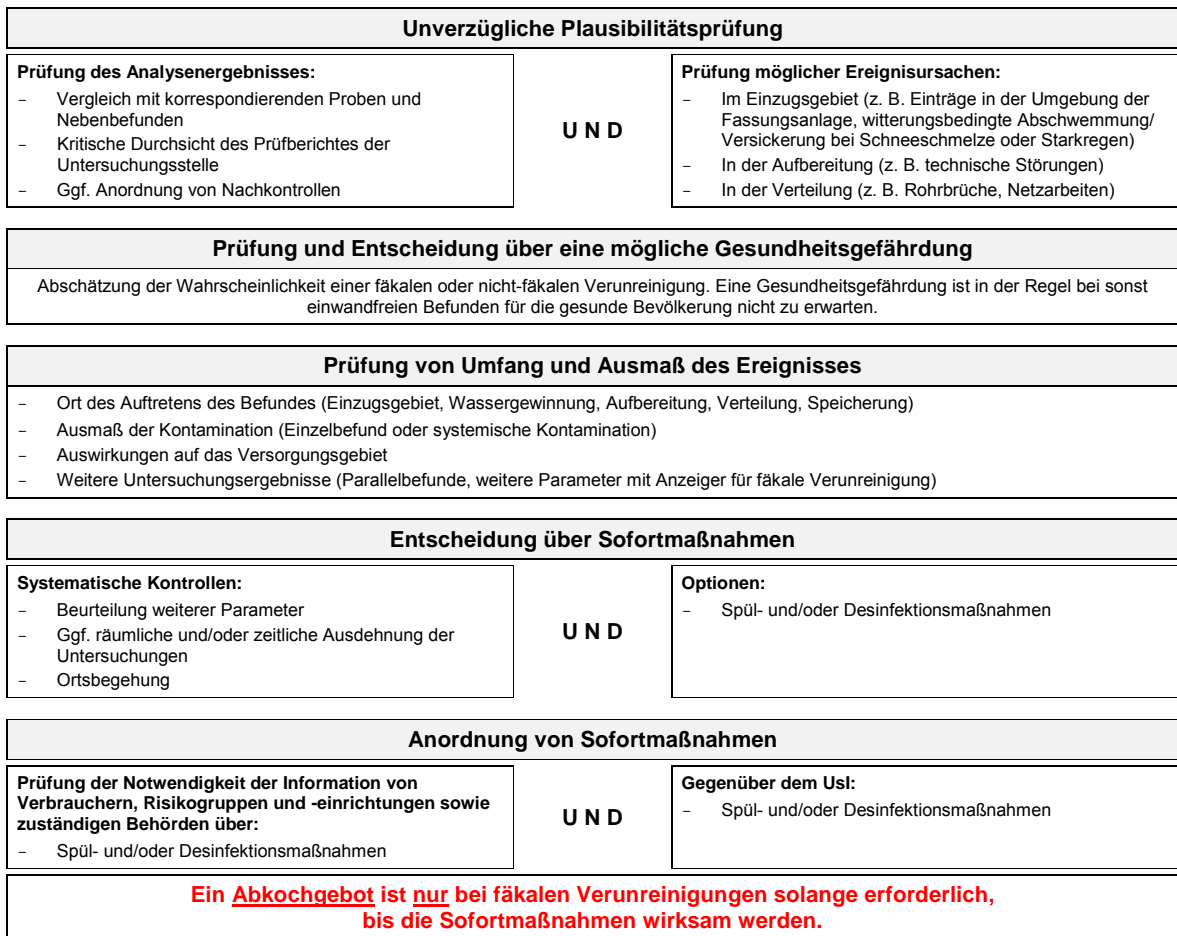 Unverzügliche Plausibilitätsprüfung
Prüfung des Analysenergebnisses:
- Vergleich mit korrespondierenden Proben und
Nebenbefunden
- Kritische Durchsicht des Prüfberichtes der
Untersuchungsstelle
- Ggf. Anordnung von Nachkontrollen
U N D
Prüfung möglicher Ereignisursachen:
- Im Einzugsgebiet (z. B. Einträge in der Umgebung der
Fassungsanlage, witterungsbedingte Abschwemmung/
Versickerung bei Schneeschmelze oder Starkregen)
- In der Aufbereitung (z. B. technische Störungen)
- In der Verteilung (z. B. Rohrbrüche, Netzarbeiten)
Prüfung und Entscheidung über eine mögliche Gesundheitsgefährdung
Abschätzung der Wahrscheinlichkeit einer fäkalen oder nicht-fäkalen Verunreinigung. Eine Gesundheitsgefährdung ist in der Regel bei sonst
einwandfreien Befunden für die gesunde Bevölkerung nicht zu erwarten.
Prüfung von Umfang und Ausmaß des Ereignisses
- Ort des Auftretens des Befundes (Einzugsgebiet, Wassergewinnung, Aufbereitung, Verteilung, Speicherung)
- Ausmaß der Kontamination (Einzelbefund oder systemische Kontamination)
- Auswirkungen auf das Versorgungsgebiet
- Weitere Untersuchungsergebnisse (Parallelbefunde, weitere Parameter mit Anzeiger für fäkale Verunreinigung)
Entscheidung über Sofortmaßnahmen
Systematische Kontrollen:
- Beurteilung weiterer Parameter
- Ggf. räumliche und/oder zeitliche Ausdehnung der
Untersuchungen
- Ortsbegehung
U N D
Optionen:
- Spül- und/oder Desinfektionsmaßnahmen
Anordnung von Sofortmaßnahmen
Prüfung der Notwendigkeit der Information von
Verbrauchern, Risikogruppen und -einrichtungen sowie
zuständigen Behörden über:
- Spül- und/oder Desinfektionsmaßnahmen
U N D
Gegenüber dem UsI:
- Spül- und/oder Desinfektionsmaßnahmen
Ein Abkochgebot ist nur bei fäkalen Verunreinigungen solange erforderlich,
bis die Sofortmaßnahmen wirksam werden.